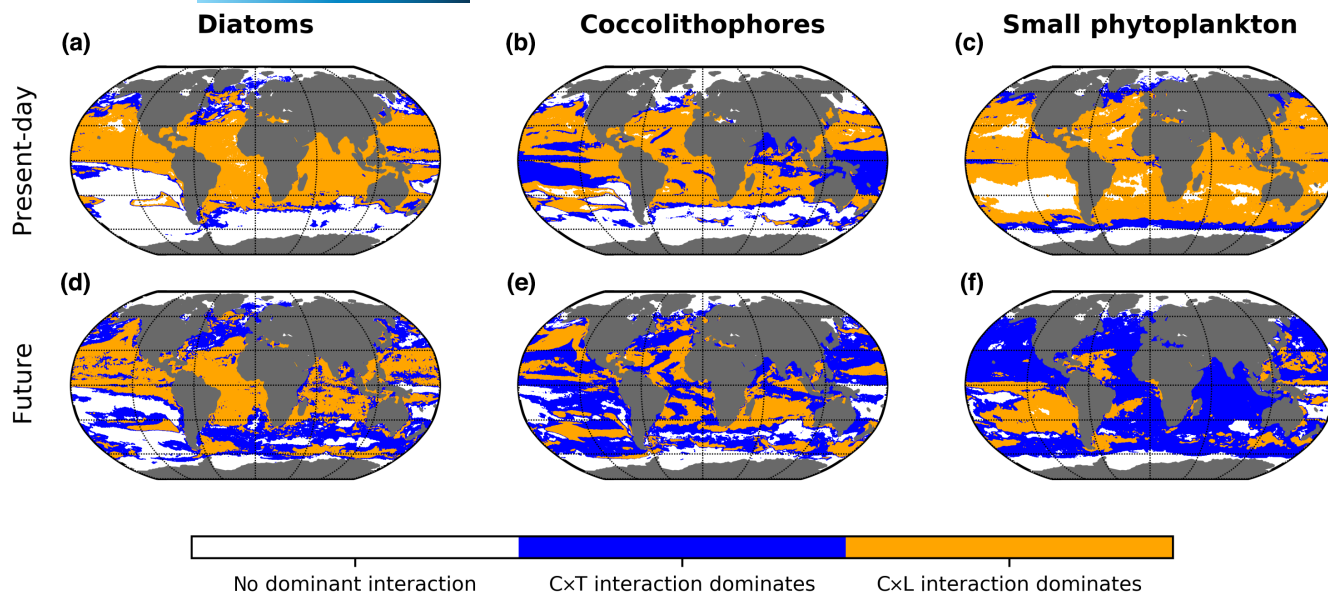 Diatoms
Coccolithophores
Small phytoplankton
(a)
(b)
(c)
Present-day
(d)
(e)
(f)
Future
No dominant interaction
C×T interaction dominates
C×L interaction dominates